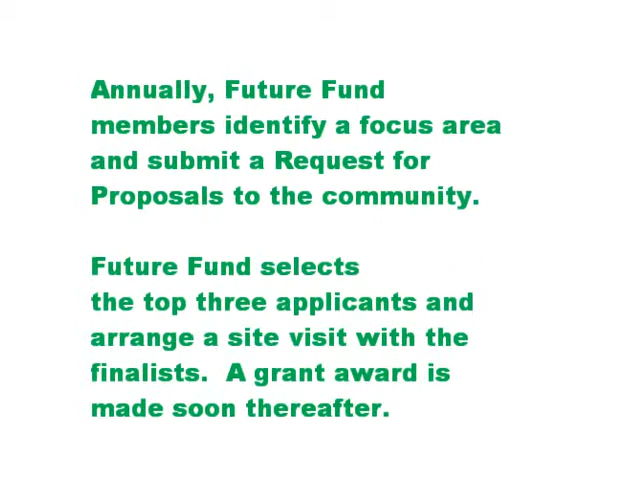 Annually, Future Fund
members identify a focus area
and submit a Request for
Proposals to the community.
Future Fund selects
the top three applicants and
arrange a site visit with the
finalists.  A grant award is
made soon thereafter.